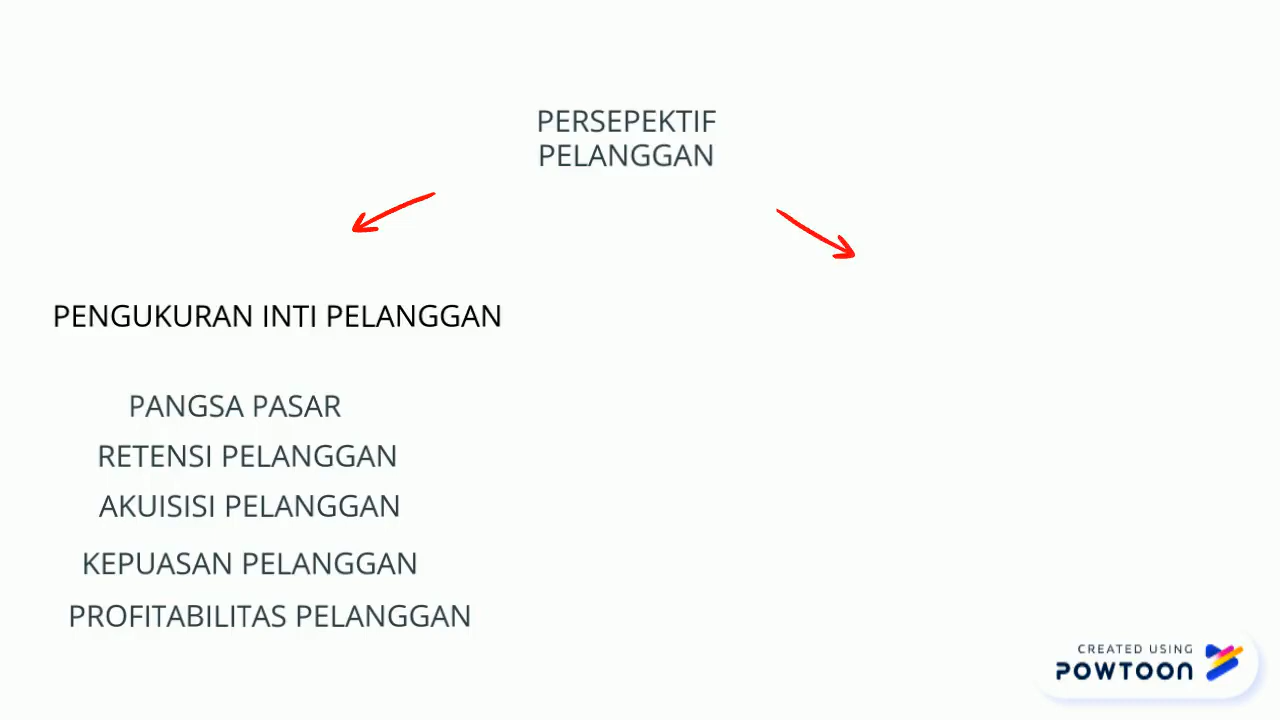 PERSEPEKTIF
PELANGGAN
PENGUKURAN INTI PELANGGAN
PANGSA PASAR
RETENSI PELANGGAN
AKUISISI PELANGGAN
KEPUASAN PELANGGAN
PROFITABILITAS PELANGGAN
CREATED USING
POWTOON